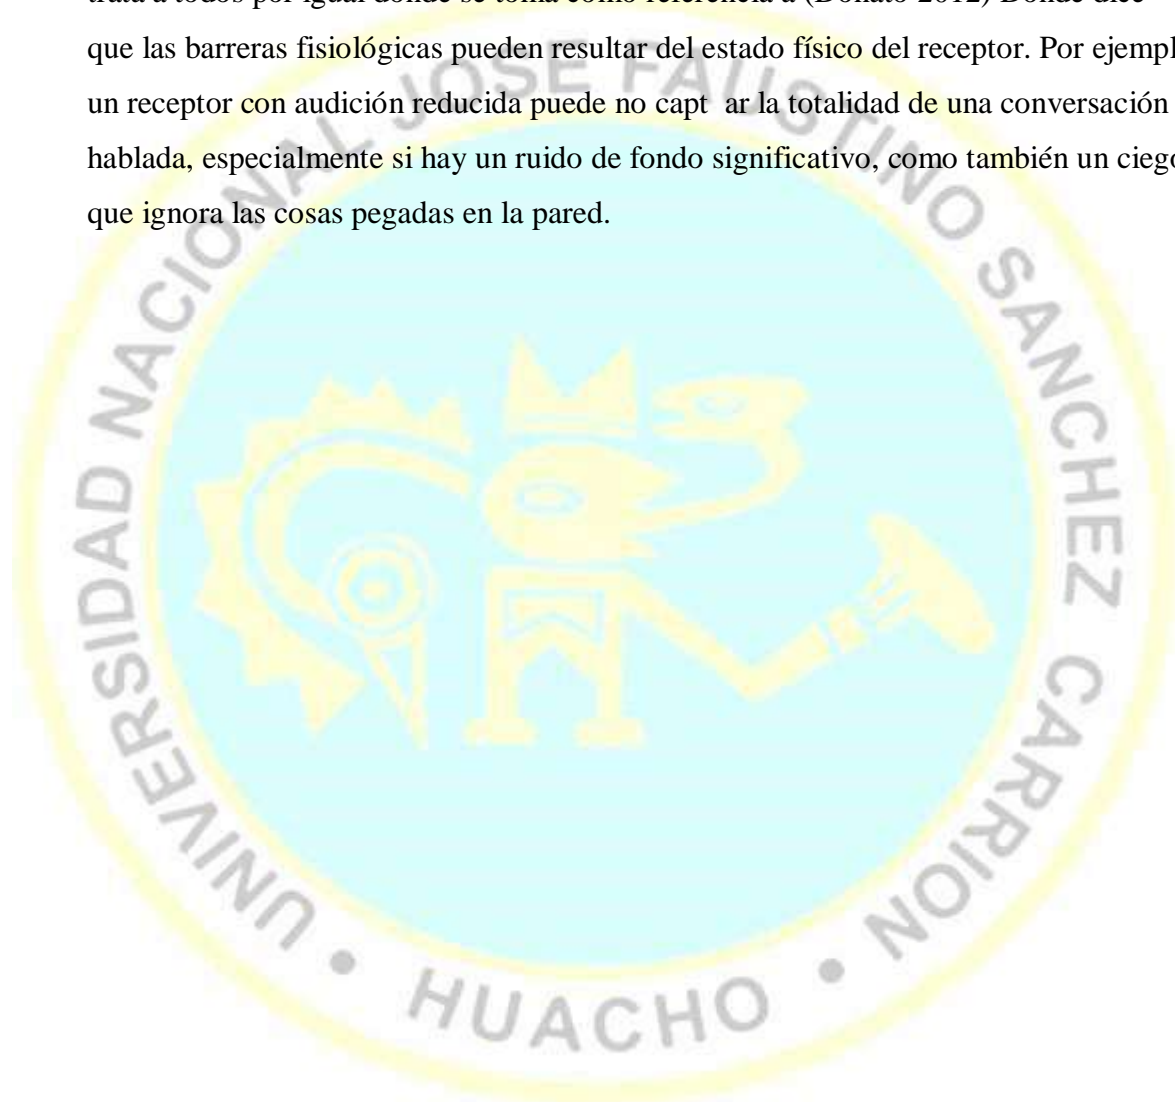 trata a todos por igual donde se toma como referencia a (Donato 2012) Donde dice
que las barreras fisiológicas pueden resultar del estado físico del receptor. Por ejempl
un receptor con audición reducida puede no capt ar la totalidad de una conversación
hablada, especialmente si hay un ruido de fondo significativo, como también un ciego
que ignora las cosas pegadas en la pared.
UNIVERSIDAD NACIONAL JOSE FAUSTINO SANCHEZ CARRION • HUACHO •